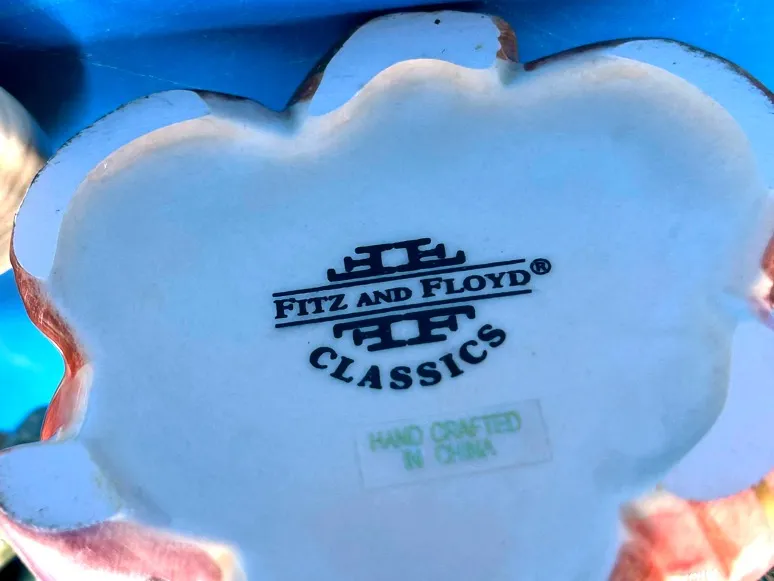 FITZ AND FLOYD®
CLASSICS
HAND CRAFTED
IN CHINA